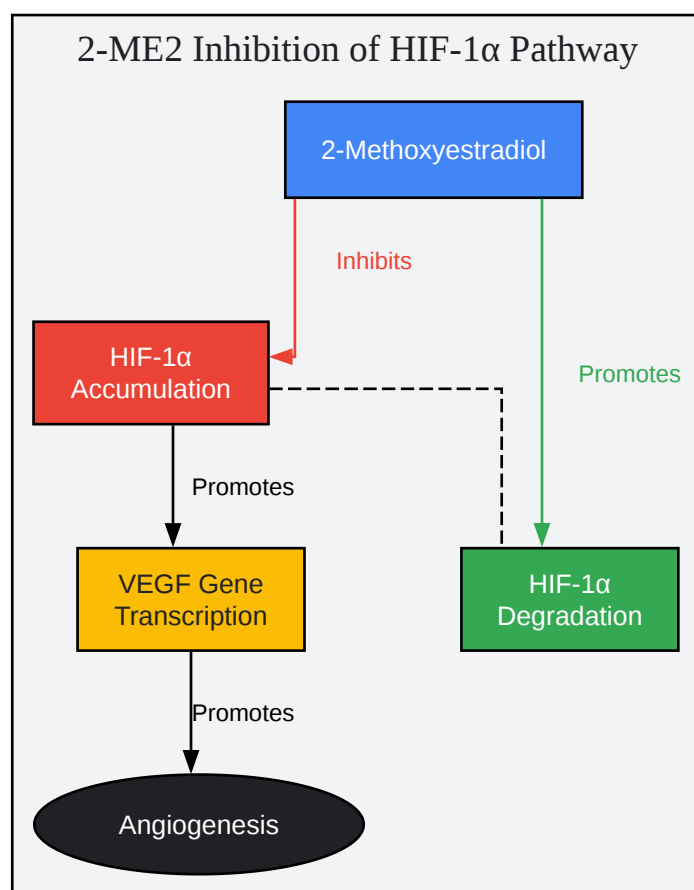 2-ME2 Inhibition of HIF-1α Pathway
2-Methoxyestradiol
Inhibits
HIF-1α
Accumulation
Promotes
Promotes
VEGF Gene
Transcription
HIF-1α
Degradation
Promotes
Angiogenesis